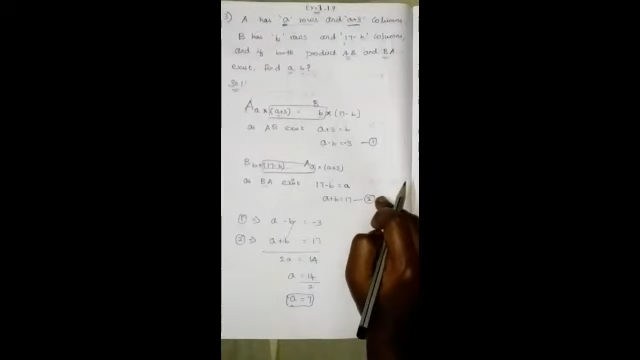 Ex 3.17
3) A has 'a' rows and 'a+3' columns
B has 'b' rows and '17-b' columns,
and if both product AB and BA
exist, find a, b?
Sol:
A a × (a+3) = B b × (17-b)
as AB exist a+3 = b
a-b = -3 —①
B b × (17-b) A a × (a+3)
as BA exist 17-b = a
a+b = 17 —②
① ⇒ a - b = -3
② ⇒ a+b = 17
2a = 14
a = 14
2
a = 7